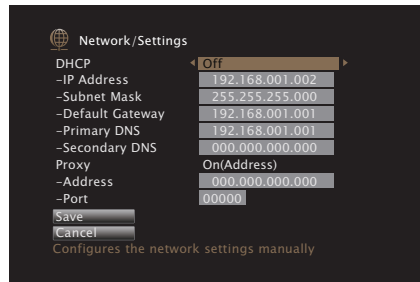 Network/Settings
DHCP Off
-IP Address 192.168.001.002
-Subnet Mask 255.255.255.000
-Default Gateway 192.168.001.001
-Primary DNS 192.168.001.001
-Secondary DNS 000.000.000.000
Proxy On(Address)
-Address 000.000.000.000
-Port 00000
Save
Cancel
Configures the network settings manually